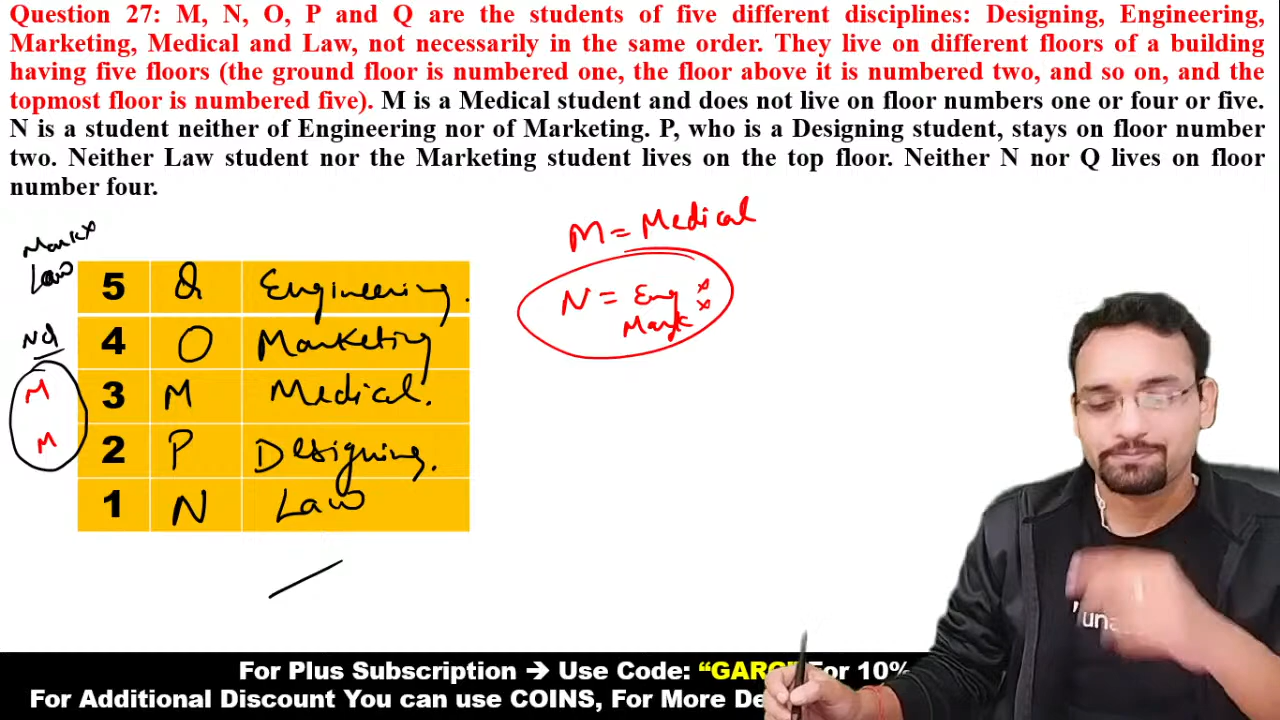 Question 27: M, N, O, P and Q are the students of five different disciplines: Designing, Engineering,
Marketing, Medical and Law, not necessarily in the same order. They live on different floors of a building
having five floors (the ground floor is numbered one, the floor above it is numbered two, and so on, and the
topmost floor is numbered five). M is a Medical student and does not live on floor numbers one or four or five.
N is a student neither of Engineering nor of Marketing. P, who is a Designing student, stays on floor number
two. Neither Law student nor the Marketing student lives on the top floor. Neither N nor Q lives on floor
number four.
M = Medical
N = Eng x
Mark x
Mark x
Law 5 Q Engineering.
4 O Marketing
M 3 M Medical.
M 2 P Designing.
1 N Law
For Plus Subscription → Use Code: “GARG” For 10%
For Additional Discount You can use COINS, For More De